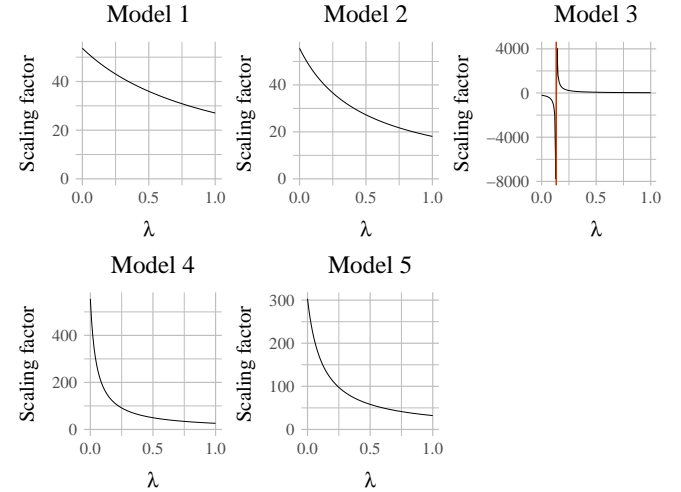 Model 1
Scaling factor
40
20
0
0.0 0.5 1.0
λ
Model 2
Scaling factor
40
20
0
0.0 0.5 1.0
λ
Model 3
Scaling factor
4000
0
−4000
−8000
0.0 0.5 1.0
λ
Model 4
Scaling factor
400
200
0
0.0 0.5 1.0
λ
Model 5
Scaling factor
300
200
100
0
0.0 0.5 1.0
λ